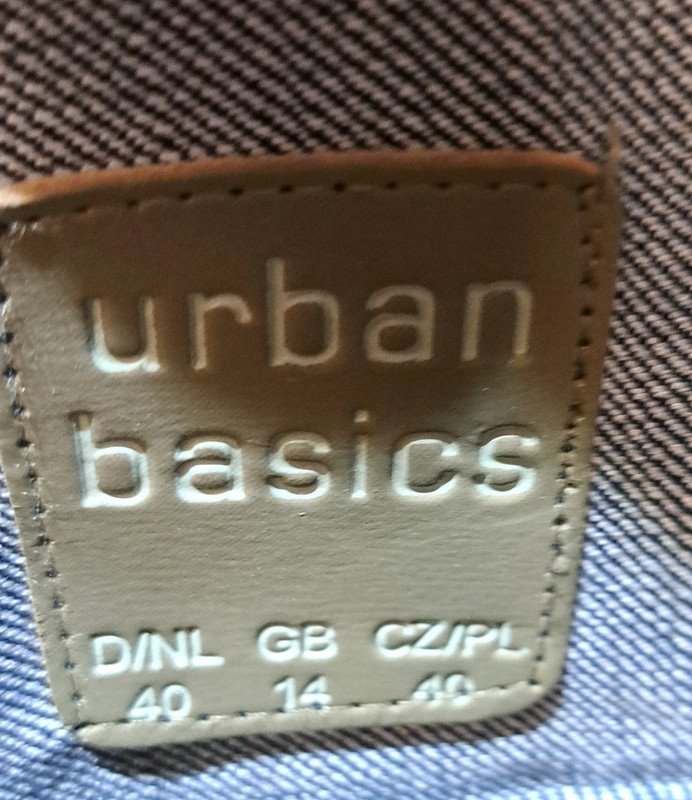 urban
basics
D/NL GB CZ/PL
40 14 40